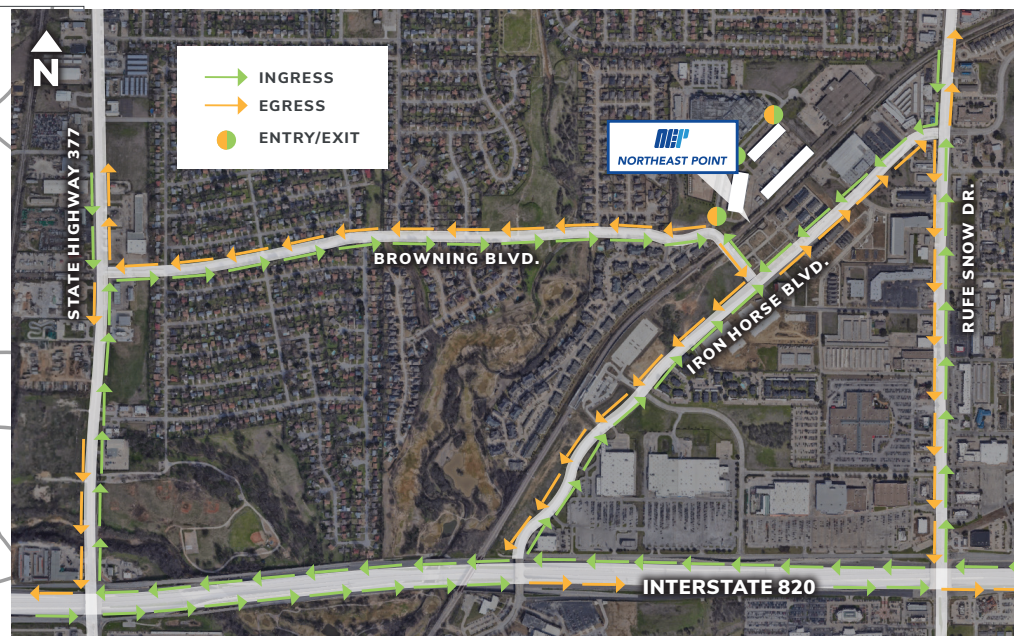 N
INGRESS
EGRESS
ENTRY/EXIT
NEP
NORTHEAST POINT
STATE HIGHWAY 377
BROWNING BLVD.
IRON HORSE BLVD.
RUFE SNOW DR.
INTERSTATE 820